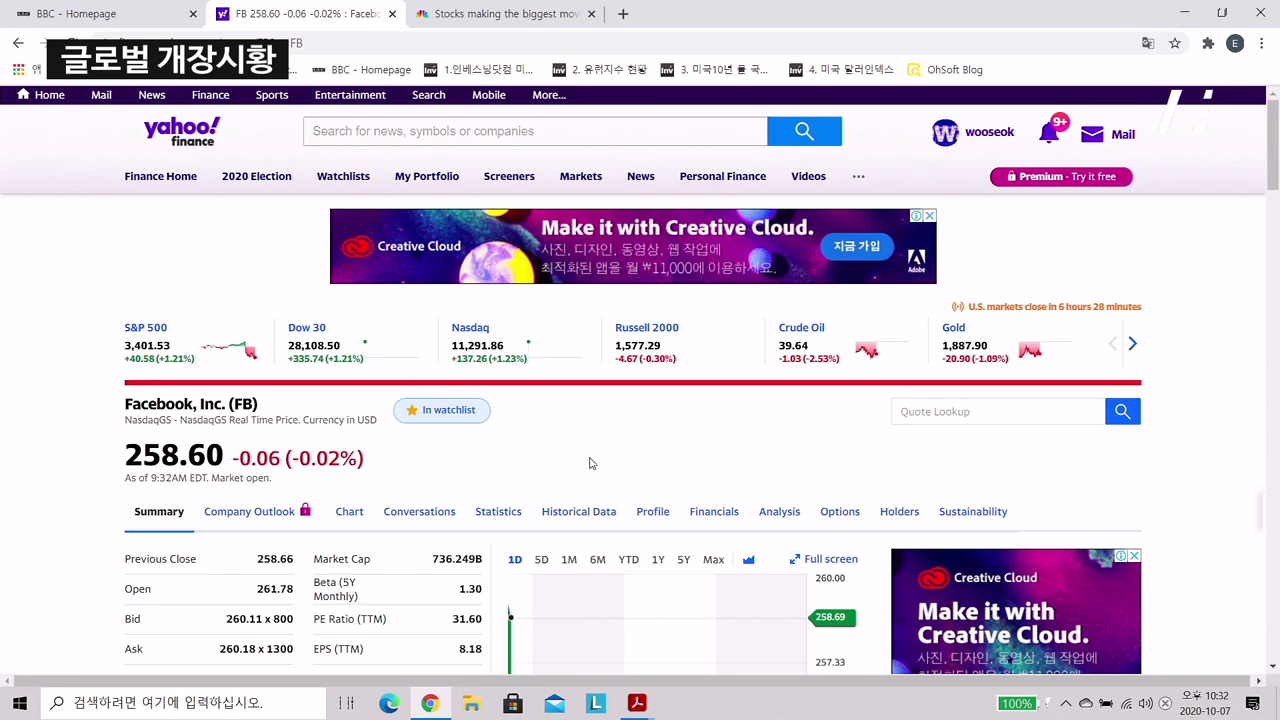 BBC - Homepage
FB 258.60 -0.06 -0.02% : Facebo
Stocks making the biggest mov
FB
글로벌 개장시황
BBC - Homepage
1.인베스팅닷컴 미...
2. 유럽지수 현황
3. 미국10년 물 국...
4. 미국 달러인덱스
OhSoft Blog
Home Mail News Finance Sports Entertainment Search Mobile More...
yahoo!
finance
Search for news, symbols or companies
W
wooseok
9+
Mail
Finance Home 2020 Election Watchlists My Portfolio Screeners Markets News Personal Finance Videos ...
Premium - Try it free
Creative Cloud
Make it with Creative Cloud.
사진, 디자인, 동영상, 웹 작업에
최적화된 앱을 월 ₩11,000에 이용하세요.
지금 가입
Adobe
U.S. markets close in 6 hours 28 minutes
S&P 500 Dow 30 Nasdaq Russell 2000 Crude Oil Gold
3,401.53 28,108.50 11,291.86 1,577.29 39.64 1,887.90
+40.58 (+1.21%) +335.74 (+1.21%) +137.26 (+1.23%) -4.67 (-0.30%) -1.03 (-2.53%) -20.90 (-1.09%)
Facebook, Inc. (FB)
NasdaqGS - NasdaqGS Real Time Price. Currency in USD
In watchlist
Quote Lookup
258.60 -0.06 (-0.02%)
As of 9:32AM EDT. Market open.
Summary Company Outlook Chart Conversations Statistics Historical Data Profile Financials Analysis Options Holders Sustainability
Previous Close 258.66 Market Cap 736.249B
Open 261.78 Beta (5Y
Monthly) 1.30
Bid 260.11 x 800 PE Ratio (TTM) 31.60
Ask 260.18 x 1300 EPS (TTM) 8.18
1D 5D 1M 6M YTD 1Y 5Y Max Full screen
260.00
258.69
257.33
Creative Cloud
Make it with
Creative Cloud.
사진, 디자인, 동영상, 웹 작업에
검색하려면 여기에 입력하십시오.
L
100%
오후 10:32
2020-10-07